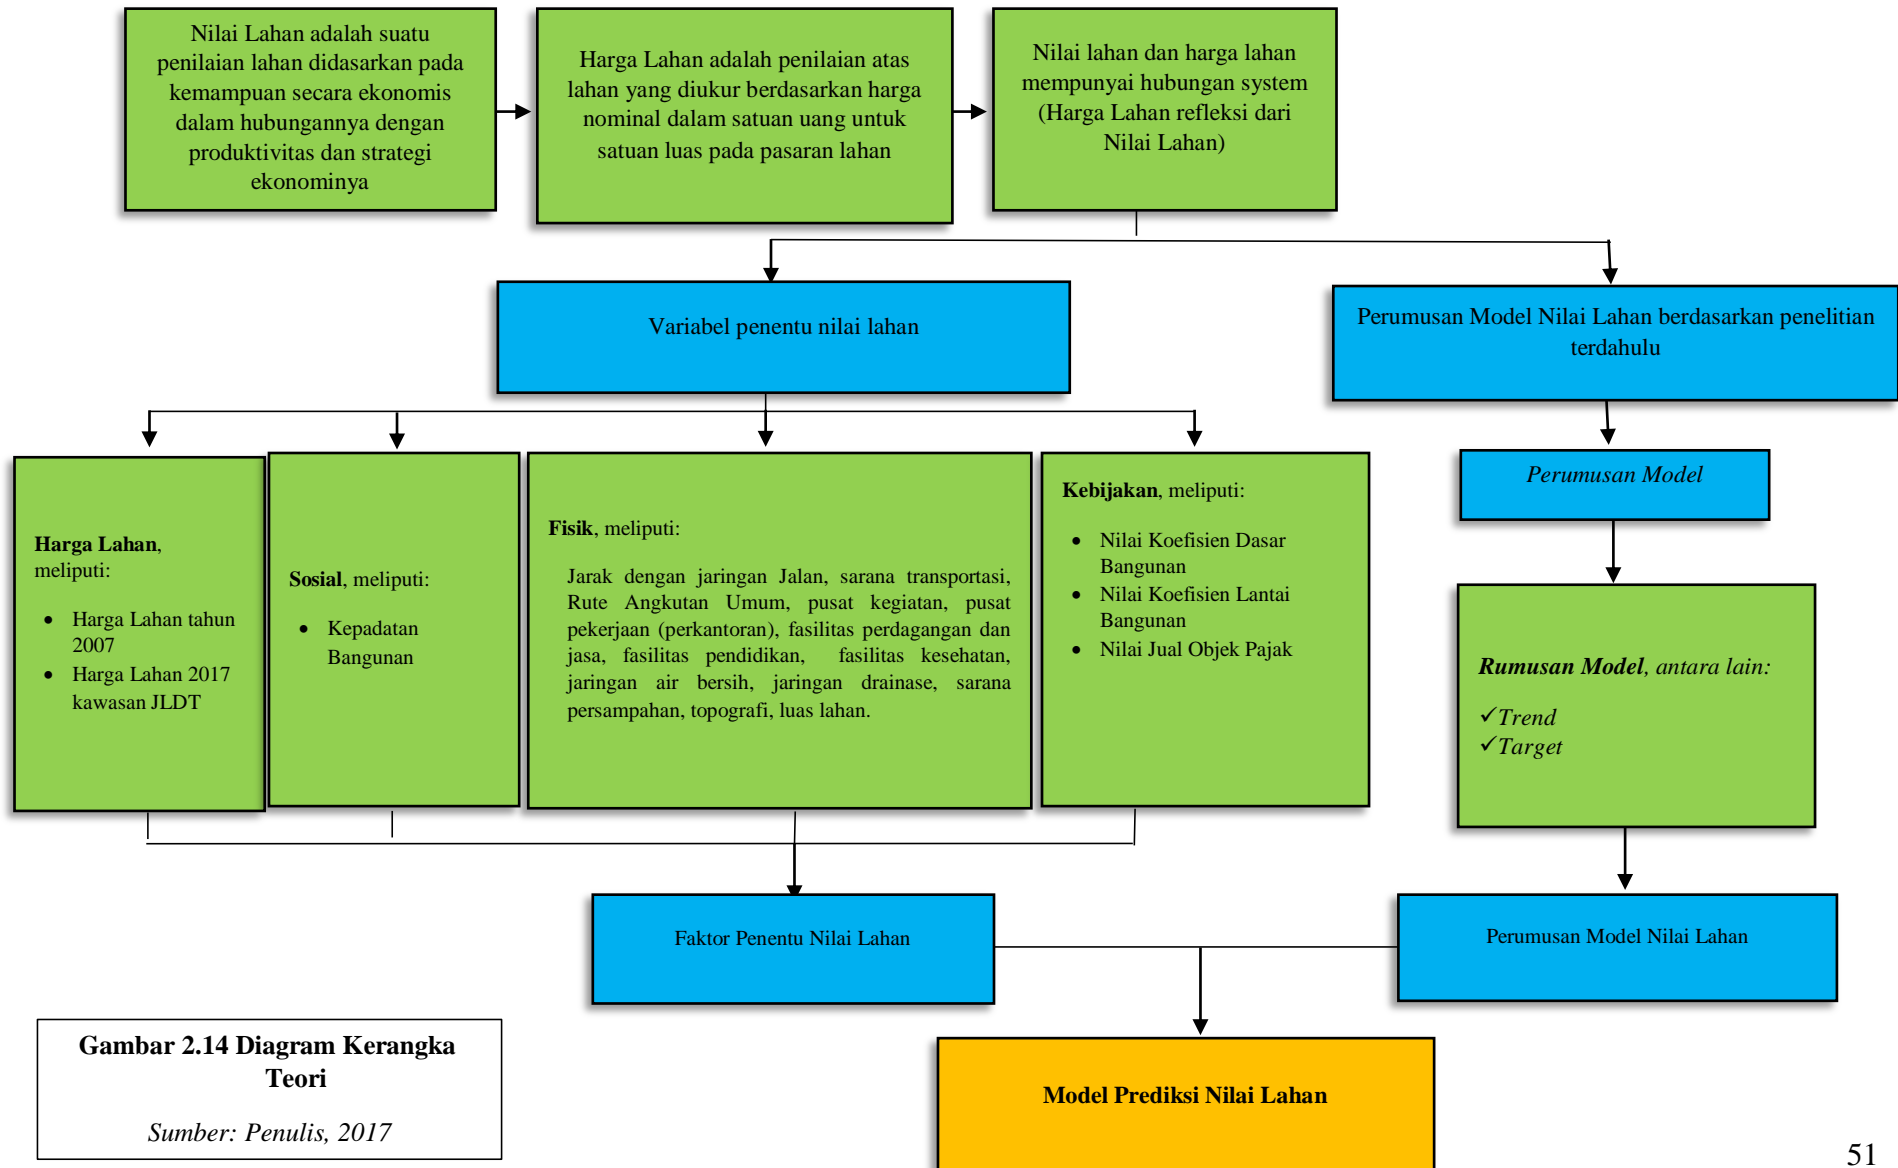 Nilai Lahan adalah suatu
penilaian lahan didasarkan pada
kemampuan secara ekonomis
dalam hubungannya dengan
produktivitas dan strategi
ekonominya
Harga Lahan adalah penilaian atas
lahan yang diukur berdasarkan harga
nominal dalam satuan uang untuk
satuan luas pada pasaran lahan
Nilai lahan dan harga lahan
mempunyai hubungan system
(Harga Lahan refleksi dari
Nilai Lahan)
Variabel penentu nilai lahan
Perumusan Model Nilai Lahan berdasarkan penelitian
terdahulu
Harga Lahan,
meliputi:
• Harga Lahan tahun
2007
• Harga Lahan 2017
kawasan JLDT
Sosial, meliputi:
• Kepadatan
Bangunan
Fisik, meliputi:
Jarak dengan jaringan Jalan, sarana transportasi,
Rute Angkutan Umum, pusat kegiatan, pusat
pekerjaan (perkantoran), fasilitas perdagangan dan
jasa, fasilitas pendidikan, fasilitas kesehatan,
jaringan air bersih, jaringan drainase, sarana
persampahan, topografi, luas lahan.
Kebijakan, meliputi:
• Nilai Koefisien Dasar
Bangunan
• Nilai Koefisien Lantai
Bangunan
• Nilai Jual Objek Pajak
Perumusan Model
Rumusan Model, antara lain:
✓Trend
✓Target
Faktor Penentu Nilai Lahan
Perumusan Model Nilai Lahan
Model Prediksi Nilai Lahan
Gambar 2.14 Diagram Kerangka
Teori
Sumber: Penulis, 2017
51